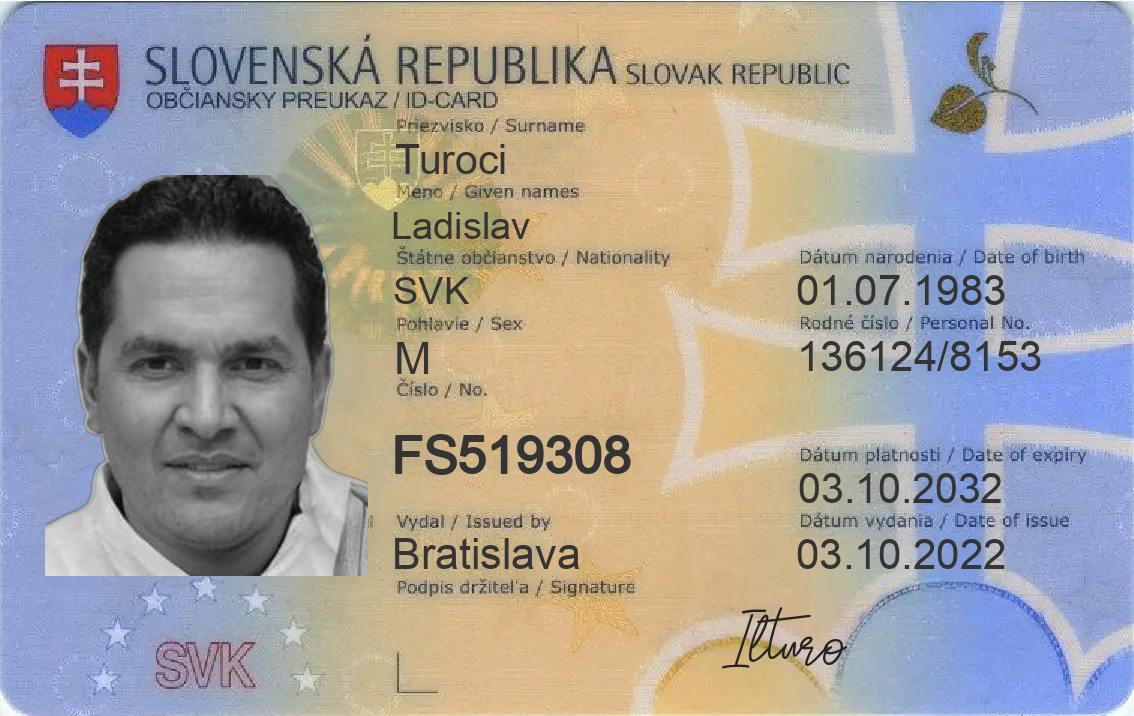 SLOVENSKÁ REPUBLIKA SLOVAK REPUBLIC
OBČIANSKY PREUKAZ / ID-CARD
Priezvisko / Surname
Turoci
Meno / Given names
Ladislav
Štátne občianstvo / Nationality
SVK
Dátum narodenia / Date of birth
01.07.1983
Pohlavie / Sex
M
Rodné číslo / Personal No.
136124/8153
Číslo / No.
FS519308
Dátum platnosti / Date of expiry
03.10.2032
Vydal / Issued by
Bratislava
Dátum vydania / Date of issue
03.10.2022
Podpis držiteľa / Signature
Ilturo
SVK